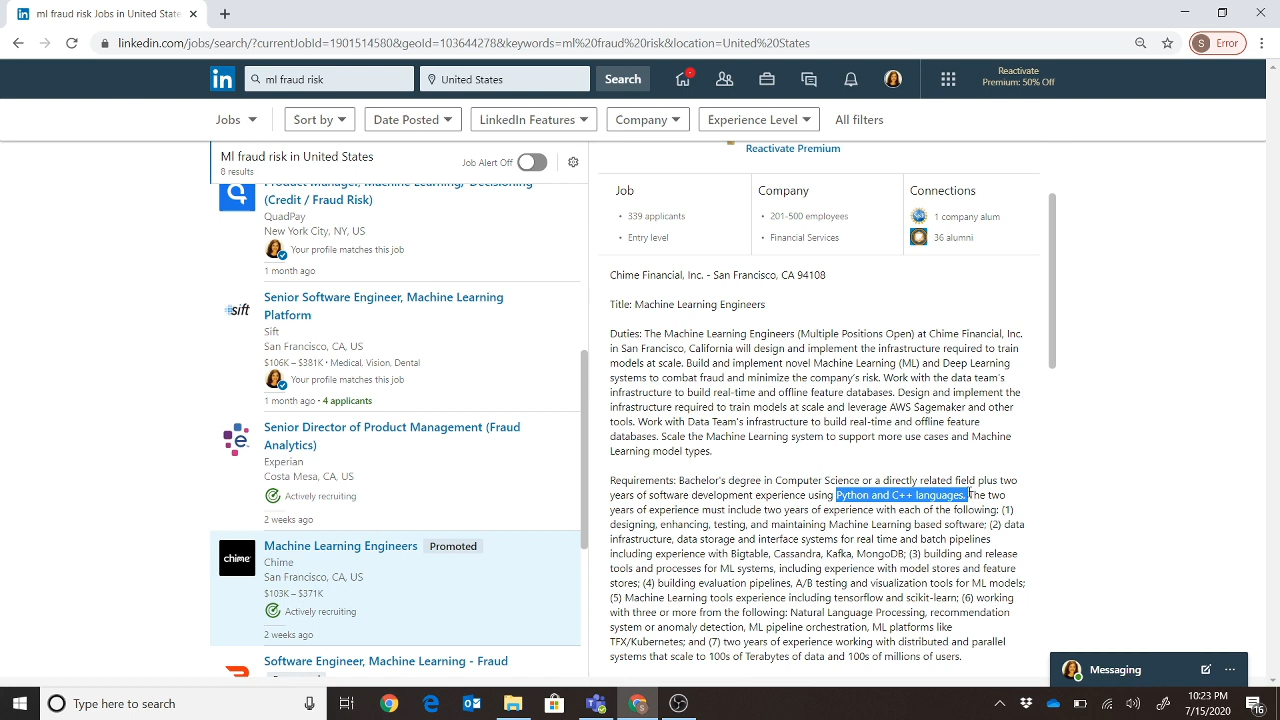 ml fraud risk Jobs in United State
linkedin.com/jobs/search/?currentJobId=1901514580&geoId=103644278&keywords=ml%20fraud%20risk&location=United%20States
S Error
in
ml fraud risk
United States
Search
Reactivate
Premium: 50% Off
Jobs
Sort by
Date Posted
LinkedIn Features
Company
Experience Level
All filters
Ml fraud risk in United States
8 results
Job Alert Off
Product Manager, Machine Learning/ Decisioning
(Credit / Fraud Risk)
QuadPay
New York City, NY, US
Your profile matches this job
1 month ago
sift
Senior Software Engineer, Machine Learning
Platform
Sift
San Francisco, CA, US
$106K – $381K • Medical, Vision, Dental
Your profile matches this job
1 month ago • 4 applicants
Senior Director of Product Management (Fraud
Analytics)
Experian
Costa Mesa, CA, US
Actively recruiting
2 weeks ago
chime
Machine Learning Engineers Promoted
Chime
San Francisco, CA, US
$103K – $371K
Actively recruiting
2 weeks ago
Software Engineer, Machine Learning - Fraud
Reactivate Premium
Job
• 339 applicants
• Entry level
Company
• 201-500 employees
• Financial Services
Connections
1 company alum
36 alumni
Chime Financial, Inc. - San Francisco, CA 94108
Title: Machine Learning Engineers
Duties: The Machine Learning Engineers (Multiple Positions Open) at Chime Financial, Inc.
in San Francisco, California will design and implement the infrastructure required to train
models at scale. Build and implement novel Machine Learning (ML) and Deep Learning
systems to combat fraud and minimize the company's risk. Work with the data team's
infrastructure to build real-time and offline feature databases. Design and implement the
infrastructure required to train models at scale and leverage AWS Sagemaker and other
tools. Work with Data Team's infrastructure to build real-time and offline feature
databases. Scale the Machine Learning system to support more use cases and Machine
Learning model types.
Requirements: Bachelor's degree in Computer Science or a directly related field plus two
years of software development experience using Python and C++ languages. The two
years of experience must include two years of experience with each of the following: (1)
designing, enhancing, testing, and maintaining Machine Learning based software; (2) data
infrastructure, data storage and interface systems for real time and batch pipelines
including experience with Bigtable, Cassandra, Kafka, MongoDB; (3) building and release
tools and processes for ML systems, including experience with model stores and feature
stores; (4) building evaluation pipelines, A/B testing and visualization tools for ML models;
(5) Machine Learning tools experience including tensorflow and scikit-learn; (6) working
with three or more from the following: Natural Language Processing, recommendation
system or anomaly detection, ML pipeline orchestration, ML platforms like
TFX/Kubernetes; and (7) two years of experience working with distributed and parallel
systems that scale to 100s of Terabytes of data and 100s of millions of users.
Messaging
Type here to search
10:23 PM
7/15/2020